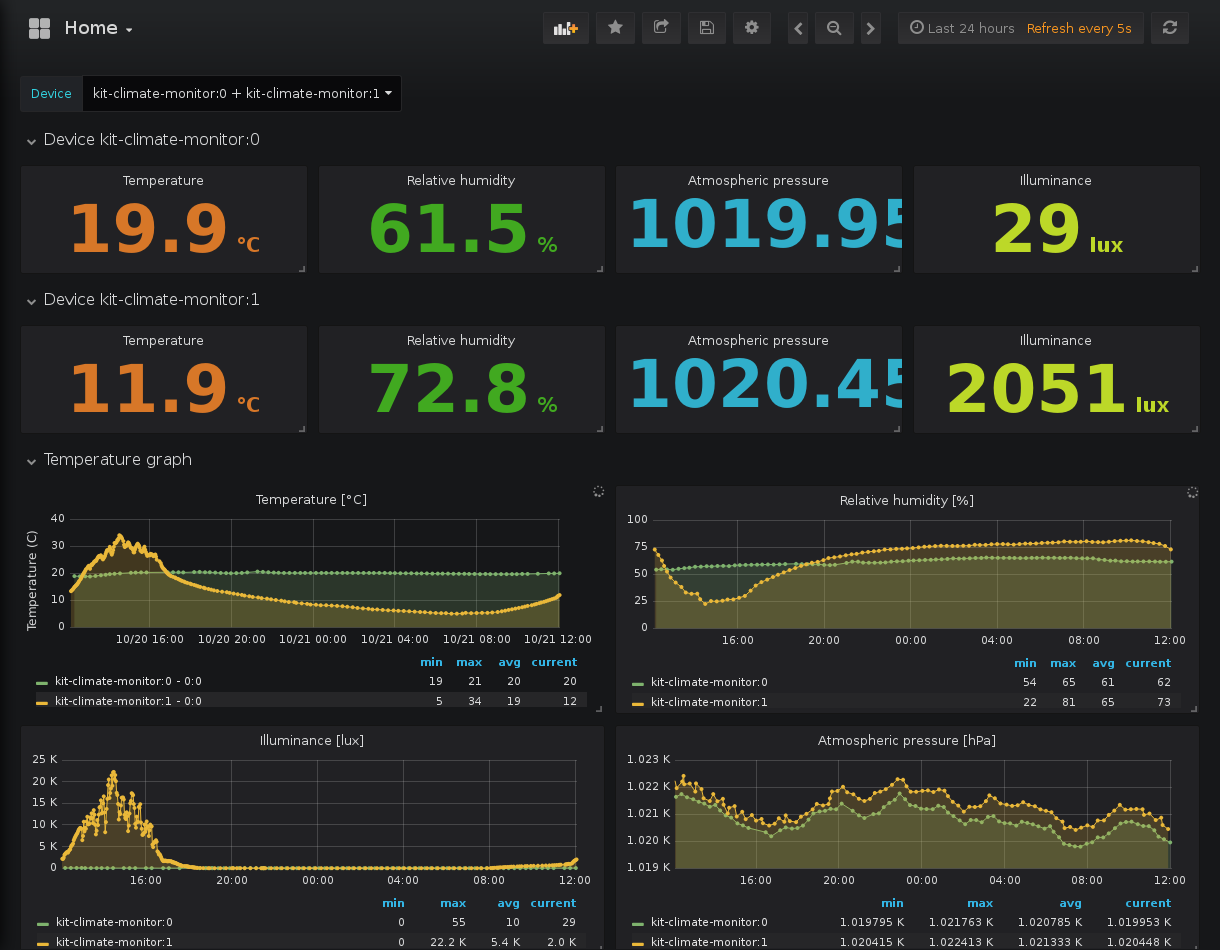 Home
Last 24 hours Refresh every 5s
Device kit-climate-monitor:0 + kit-climate-monitor:1
Device kit-climate-monitor:0
Temperature Relative humidity Atmospheric pressure Illuminance
19.9 °C 61.5 % 1019.95 29 lux
Device kit-climate-monitor:1
Temperature Relative humidity Atmospheric pressure Illuminance
11.9 °C 72.8 % 1020.45 2051 lux
Temperature graph
Temperature [°C]
Temperature (C)
40
30
20
10
0
10/20 16:00 10/20 20:00 10/21 00:00 10/21 04:00 10/21 08:00 10/21 12:00
min max avg current
kit-climate-monitor:0 - 0:0 19 21 20 20
kit-climate-monitor:1 - 0:0 5 34 19 12
Relative humidity [%]
100
75
50
25
0
16:00 20:00 00:00 04:00 08:00 12:00
min max avg current
kit-climate-monitor:0 54 65 61 62
kit-climate-monitor:1 22 81 65 73
Illuminance [lux]
25 K
20 K
15 K
10 K
5 K
0
16:00 20:00 00:00 04:00 08:00 12:00
min max avg current
kit-climate-monitor:0 0 55 10 29
kit-climate-monitor:1 0 22.2 K 5.4 K 2.0 K
Atmospheric pressure [hPa]
1.023 K
1.022 K
1.021 K
1.020 K
1.019 K
16:00 20:00 00:00 04:00 08:00 12:00
min max avg current
kit-climate-monitor:0 1.019795 K 1.021763 K 1.020785 K 1.019953 K
kit-climate-monitor:1 1.020415 K 1.022413 K 1.021333 K 1.020448 K